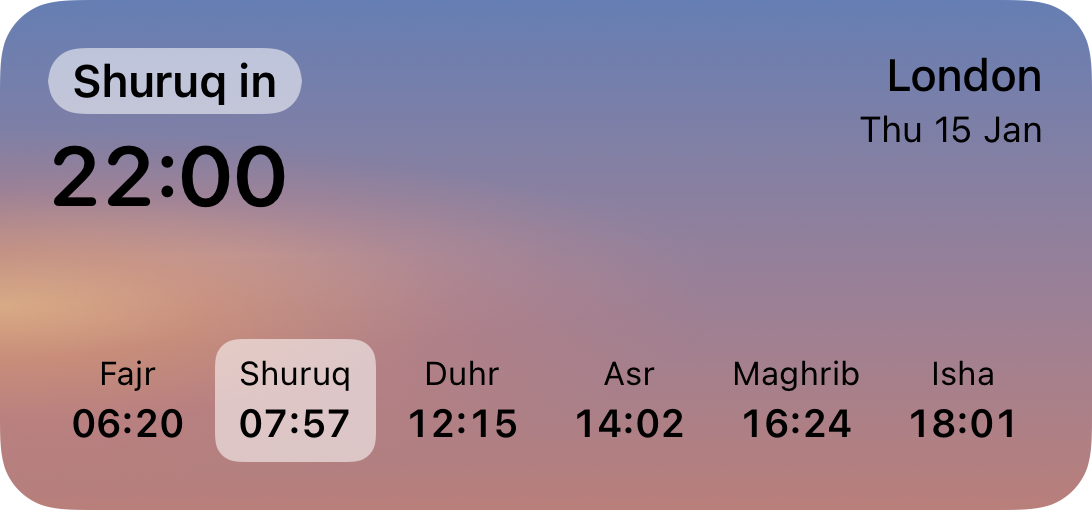 Shuruq in
22:00
London
Thu 15 Jan
Fajr Shuruq Duhr Asr Maghrib Isha
06:20 07:57 12:15 14:02 16:24 18:01